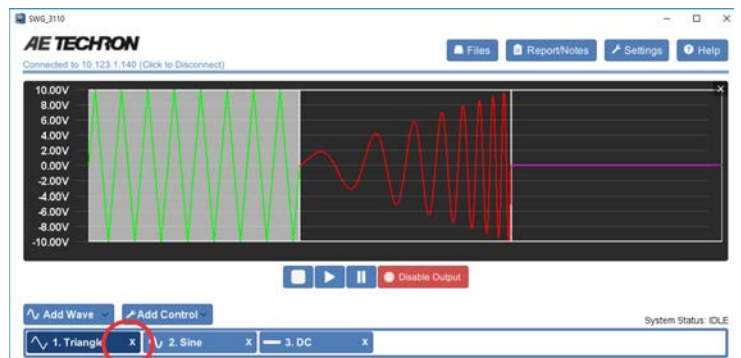 SWG_3110
AE TECHRON
Connected to 10.123.1.140 (Click to Disconnect)
Files
Report/Notes
Settings
Help
10.00V
8.00V
6.00V
4.00V
2.00V
0.00V
-2.00V
-4.00V
-6.00V
-8.00V
-10.00V
Disable Output
Add Wave
Add Control
System Status: IDLE
1. Triangle x
2. Sine x
3. DC x